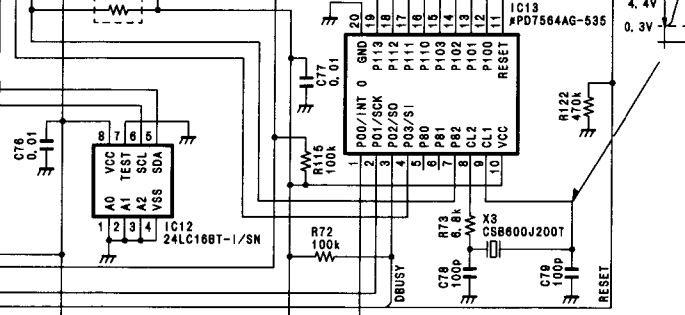 IC13
μPD7564AG-535
4.4V
0.3V
20 19 18 17 16 15 14 13 12 11
GND
P113
P112
P111
P110
P103
P102
P101
P100
RESET
C77
0.01
R122
470k
P00/INT 0
P01/SCK
P02/SO
P03/SI
P80
P81
P82
CL2
CL1
VCC
1 2 3 4 5 6 7 8 9 10
C76
0.01
8 7 6 5
VCC
TEST
SCL
SDA
A0
A1
A2
VSS
1 2 3 4
IC12
24LC16BT-I/SN
R115
100k
R72
100k
R73
6.8k
X3
CSB600J200T
C78
100p
C79
100p
DBUSY
RESET